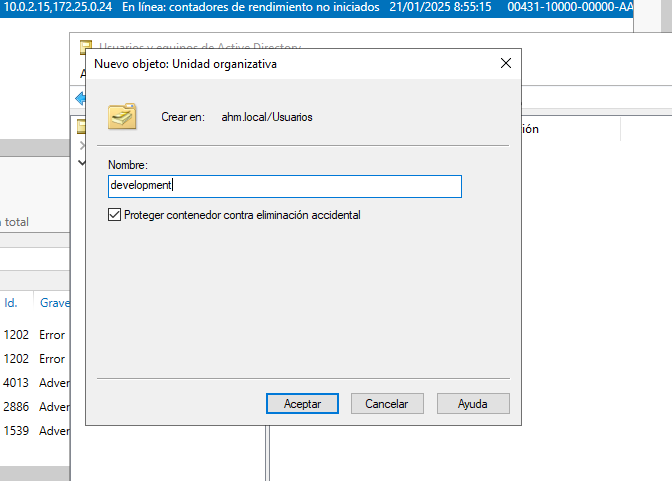 10.0.2.15,172.25.0.24 En línea: contadores de rendimiento no iniciados 21/01/2025 8:55:15 00431-10000-00000-AA
Usuarios y equipos de Active Directory
Nuevo objeto: Unidad organizativa
Crear en: ahm.local/Usuarios
ión
Nombre:
development
Proteger contenedor contra eliminación accidental
total
Id. Grave
1202 Error
1202 Error
4013 Adver
2886 Adver
1539 Adver
Aceptar Cancelar Ayuda